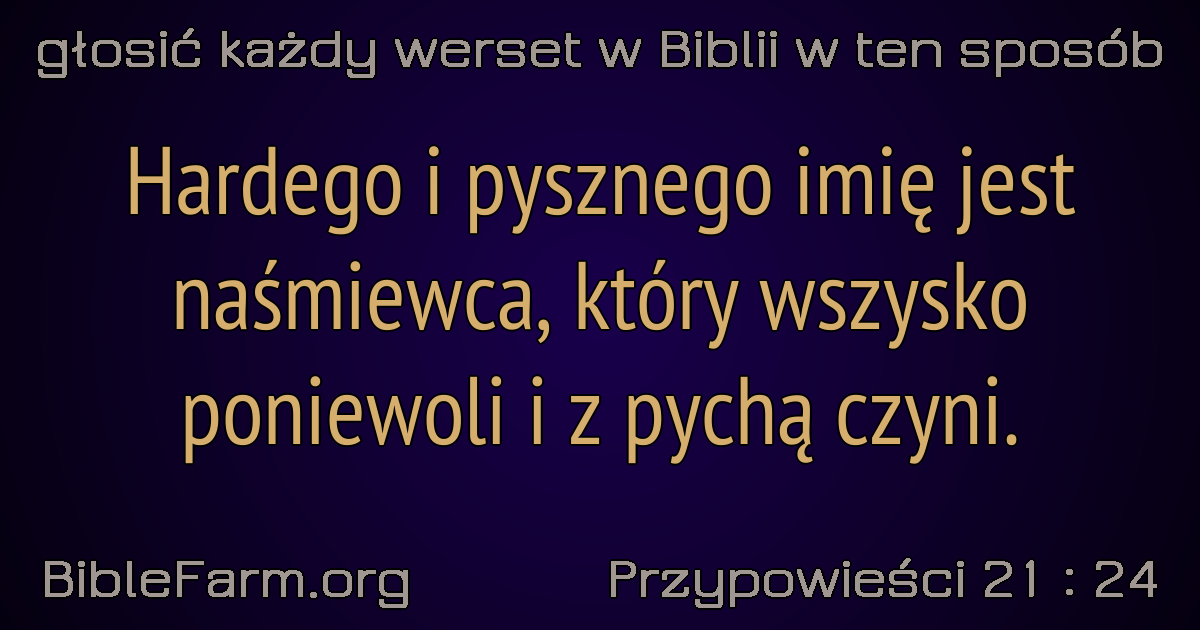 głosić każdy werset w Biblii w ten sposób
Hardego i pysznego imię jest
naśmiewca, który wszysko
poniewoli i z pychą czyni.
BibleFarm.org
Przypowieści 21 : 24